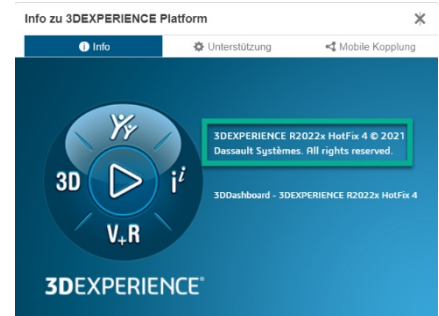 Info zu 3DEXPERIENCE Platform
Info
Unterstützung
Mobile Kopplung
3DEXPERIENCE R2022x HotFix 4 © 2021
Dassault Systèmes. All rights reserved.
3D
i
V+R
3DDashboard - 3DEXPERIENCE R2022x HotFix 4
3DEXPERIENCE®